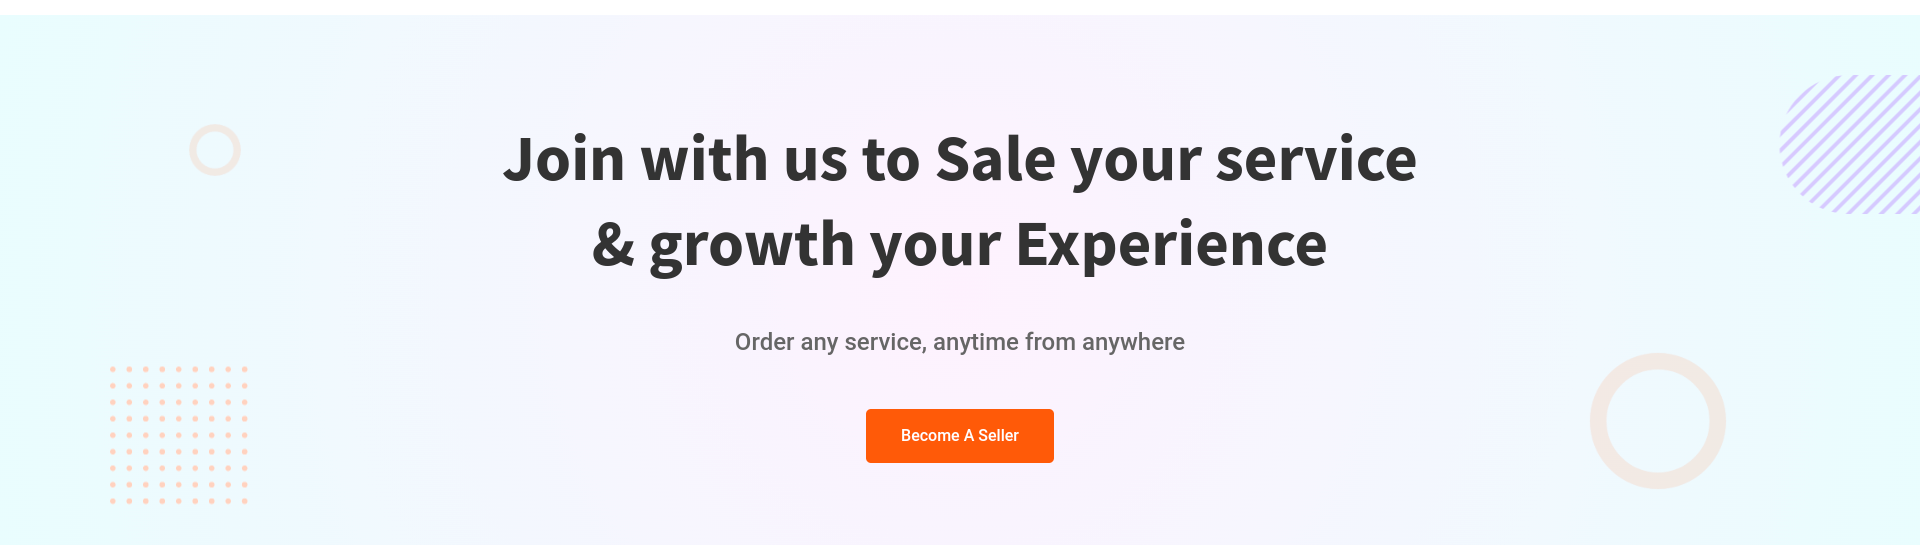 Join with us to Sale your service
& growth your Experience
Order any service, anytime from anywhere
Become A Seller